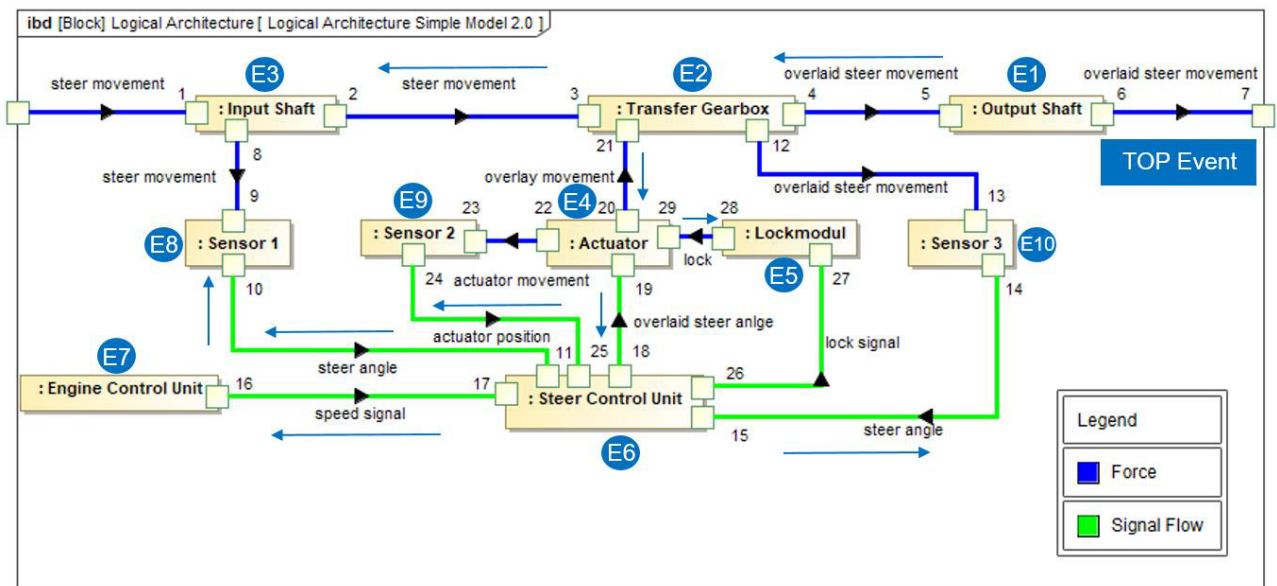 ibd [Block] Logical Architecture [ Logical Architecture Simple Model 2.0 ]
steer movement
E3
steer movement
E2
overlaid steer movement
E1
overlaid steer movement
1
: Input Shaft
2
3
: Transfer Gearbox
4
5
: Output Shaft
6
7
8
21
12
TOP Event
steer movement
overlay movement
overlaid steer movement
9
E9
23
22
E4
20
29
28
13
E8
: Sensor 1
: Sensor 2
: Actuator
: Lockmodul
: Sensor 3
E10
lock
10
24
actuator movement
19
E5
27
14
actuator position
overlaid steer anlge
lock signal
E7
steer angle
11
25
18
: Engine Control Unit
16
17
: Steer Control Unit
26
speed signal
15
steer angle
E6
Legend
Force
Signal Flow